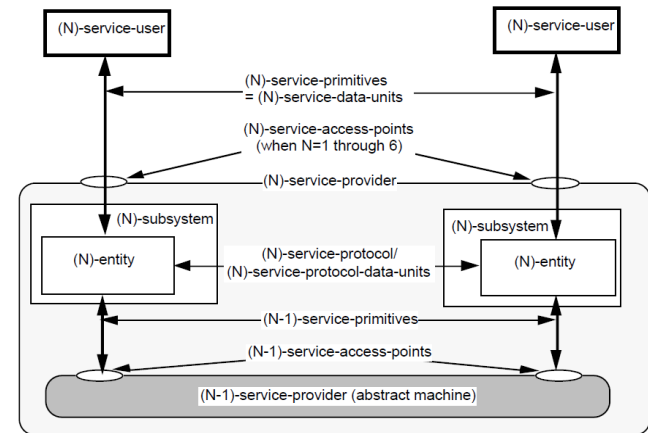 (N)-service-user
(N)-service-user
(N)-service-primitives
= (N)-service-data-units
(N)-service-access-points
(when N=1 through 6)
(N)-service-provider
(N)-subsystem
(N)-subsystem
(N)-entity
(N)-service-protocol/
(N)-service-protocol-data-units
(N)-entity
(N-1)-service-primitives
(N-1)-service-access-points
(N-1)-service-provider (abstract machine)